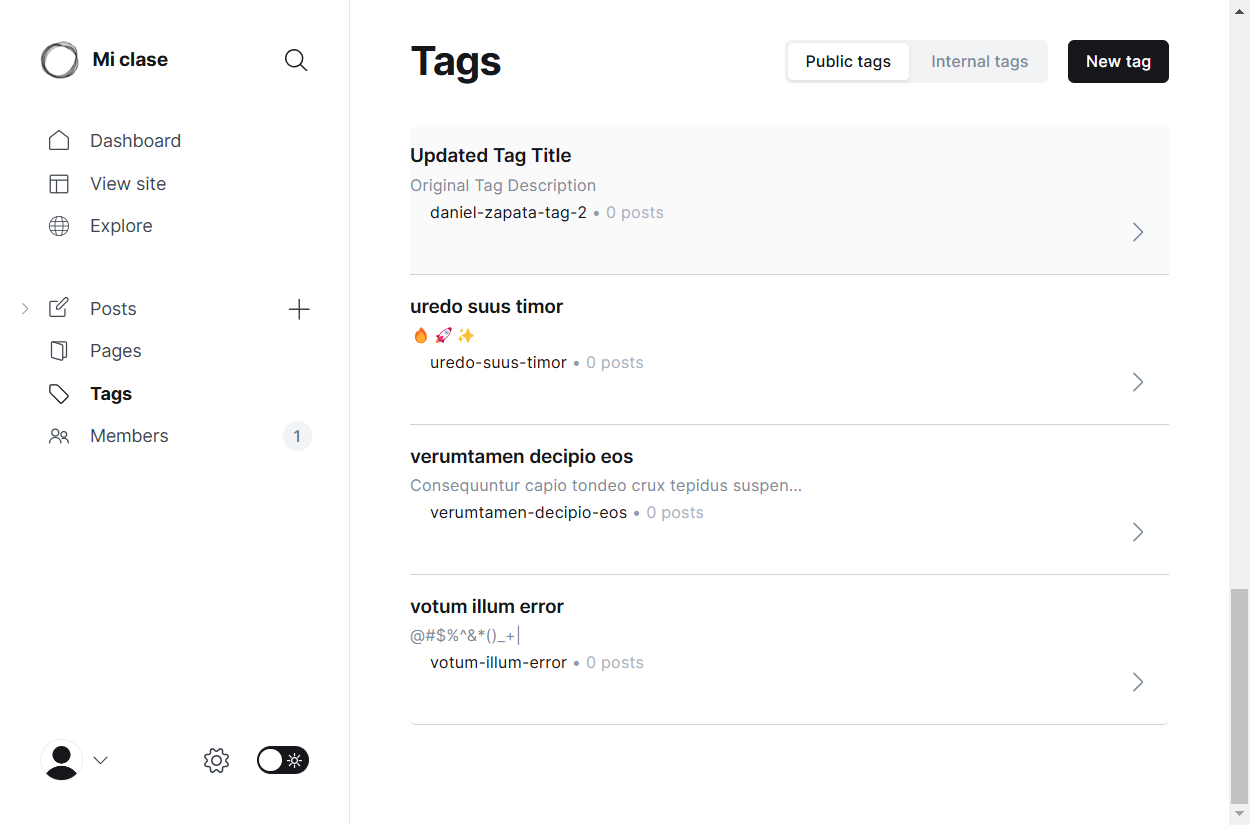 Mi clase
Dashboard
View site
Explore
Posts
Pages
Tags
Members 1
Tags
Public tags Internal tags New tag
Updated Tag Title
Original Tag Description
daniel-zapata-tag-2 • 0 posts
uredo suus timor
🔥 🚀 ✨
uredo-suus-timor • 0 posts
verumtamen decipio eos
Consequuntur capio tondeo crux tepidus suspen...
verumtamen-decipio-eos • 0 posts
votum illum error
@#$%^&*()_+|
votum-illum-error • 0 posts